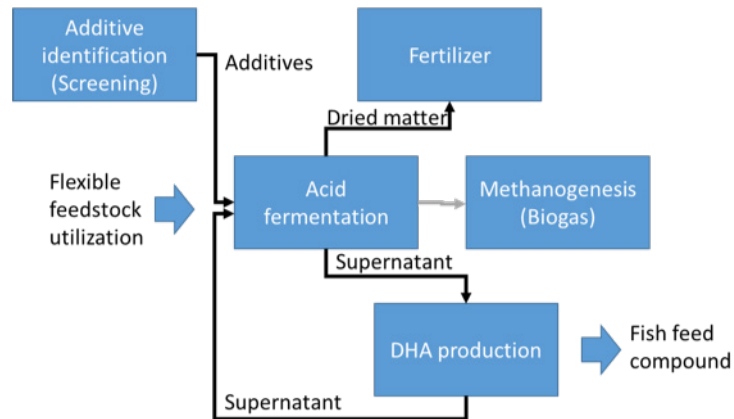 Additive
identification
(Screening)
Additives
Fertilizer
Dried matter
Flexible
feedstock
utilization
Acid
fermentation
Methanogenesis
(Biogas)
Supernatant
DHA production
Fish feed
compound
Supernatant